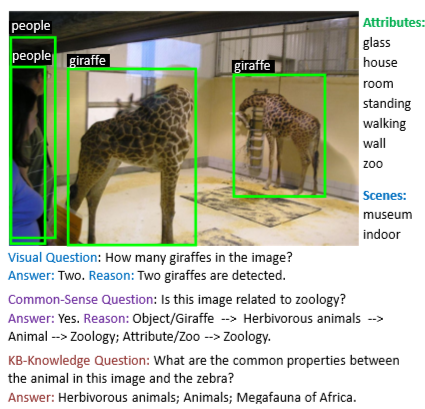 people
people
giraffe
giraffe
Attributes:
glass
house
room
standing
walking
wall
zoo
Scenes:
museum
indoor
Visual Question: How many giraffes in the image?
Answer: Two. Reason: Two giraffes are detected.
Common-Sense Question: Is this image related to zoology?
Answer: Yes. Reason: Object/Giraffe --> Herbivorous animals -->
Animal --> Zoology; Attribute/Zoo --> Zoology.
KB-Knowledge Question: What are the common properties between
the animal in this image and the zebra?
Answer: Herbivorous animals; Animals; Megafauna of Africa.